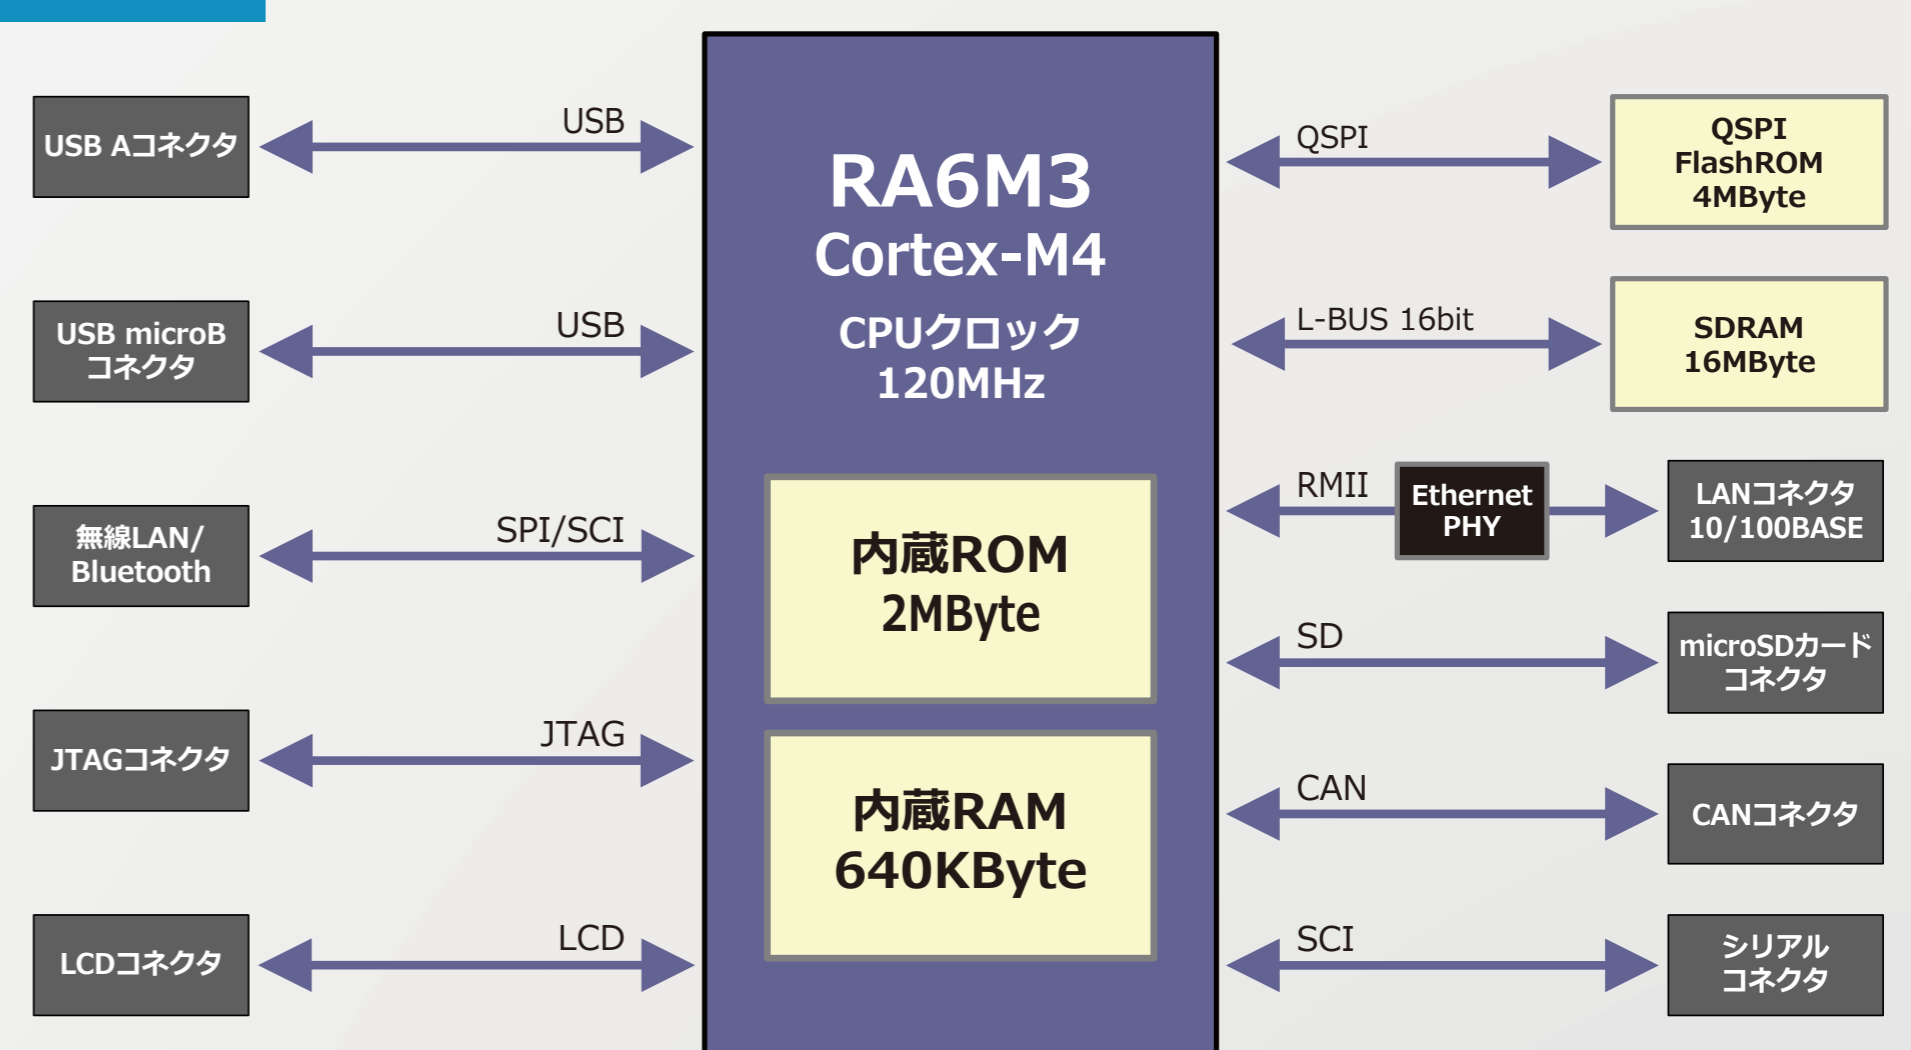 USB Aコネクタ
USB
USB microB
コネクタ
USB
無線LAN/
Bluetooth
SPI/SCI
JTAGコネクタ
JTAG
LCDコネクタ
LCD
RA6M3
Cortex-M4
CPUクロック
120MHz
内蔵ROM
2MByte
内蔵RAM
640KByte
QSPI
QSPI
FlashROM
4MByte
L-BUS 16bit
SDRAM
16MByte
RMII
Ethernet
PHY
LANコネクタ
10/100BASE
SD
microSDカード
コネクタ
CAN
CANコネクタ
SCI
シリアル
コネクタ